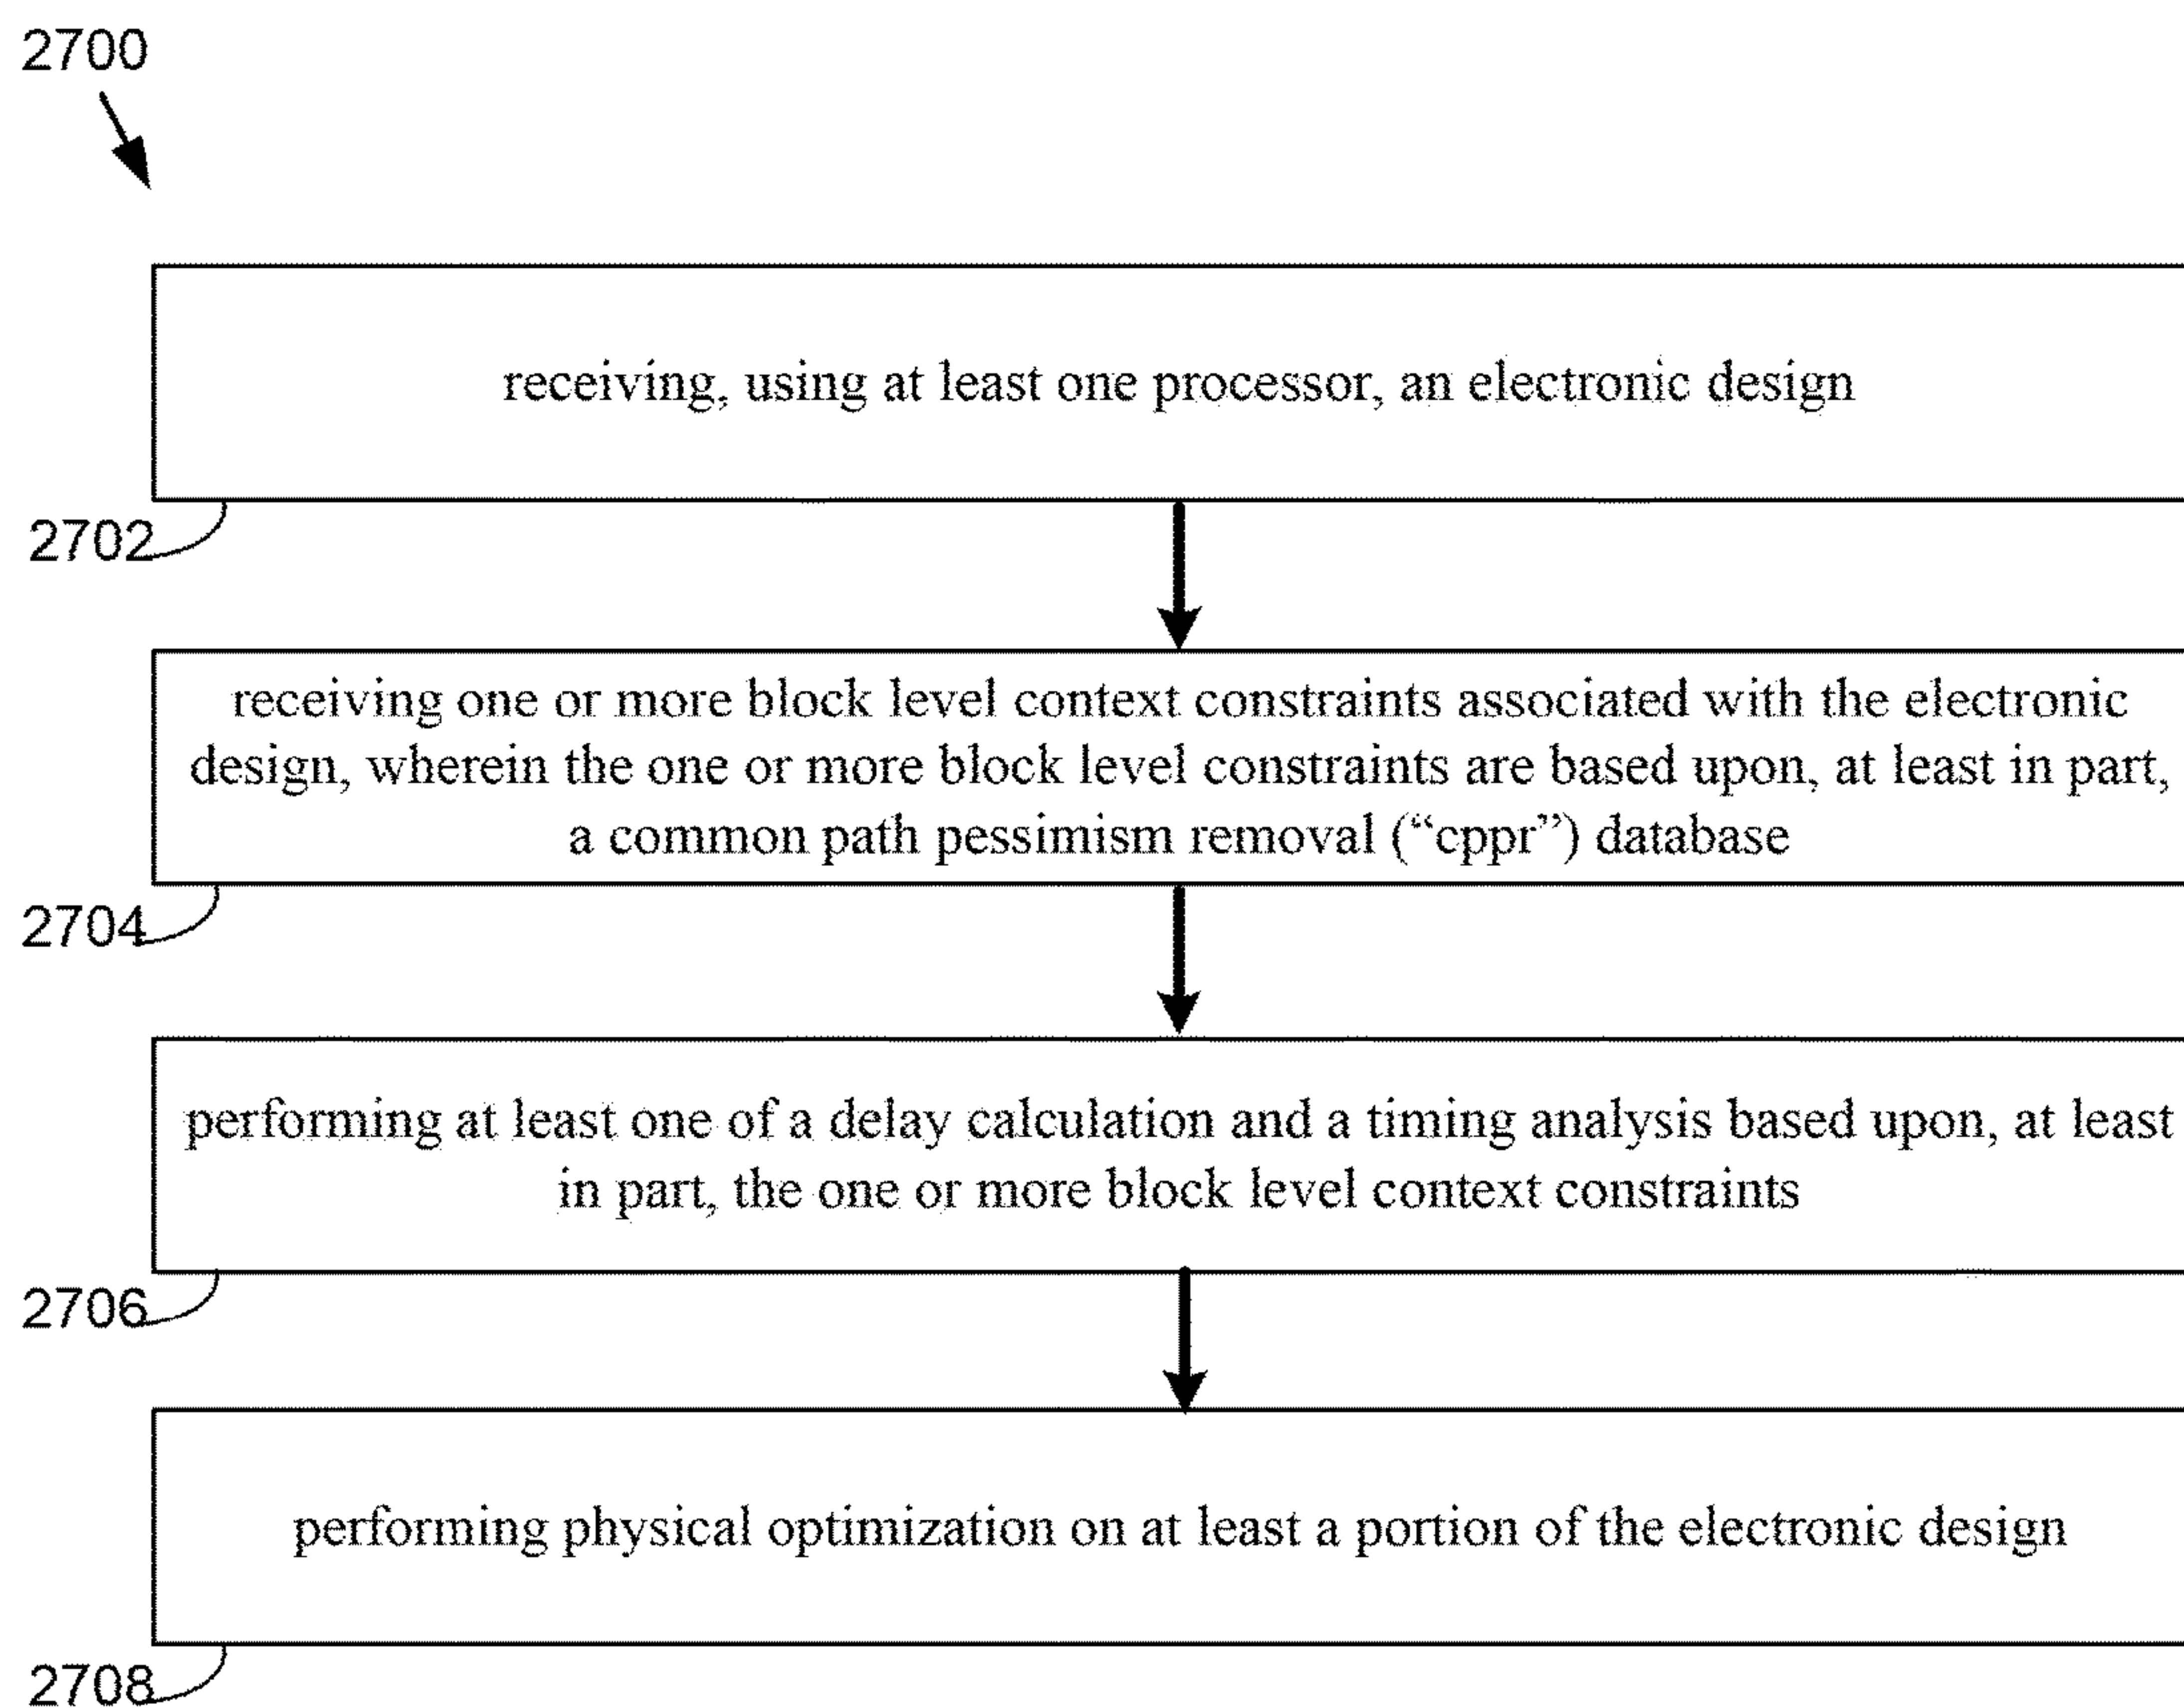 2700
receiving, using at least one processor, an electronic design
2702
receiving one or more block level context constraints associated with the electronic
design, wherein the one or more block level constraints are based upon, at least in part,
a common path pessimism removal (“cppr”) database
2704
performing at least one of a delay calculation and a timing analysis based upon, at least
in part, the one or more block level context constraints
2706
performing physical optimization on at least a portion of the electronic design
2708